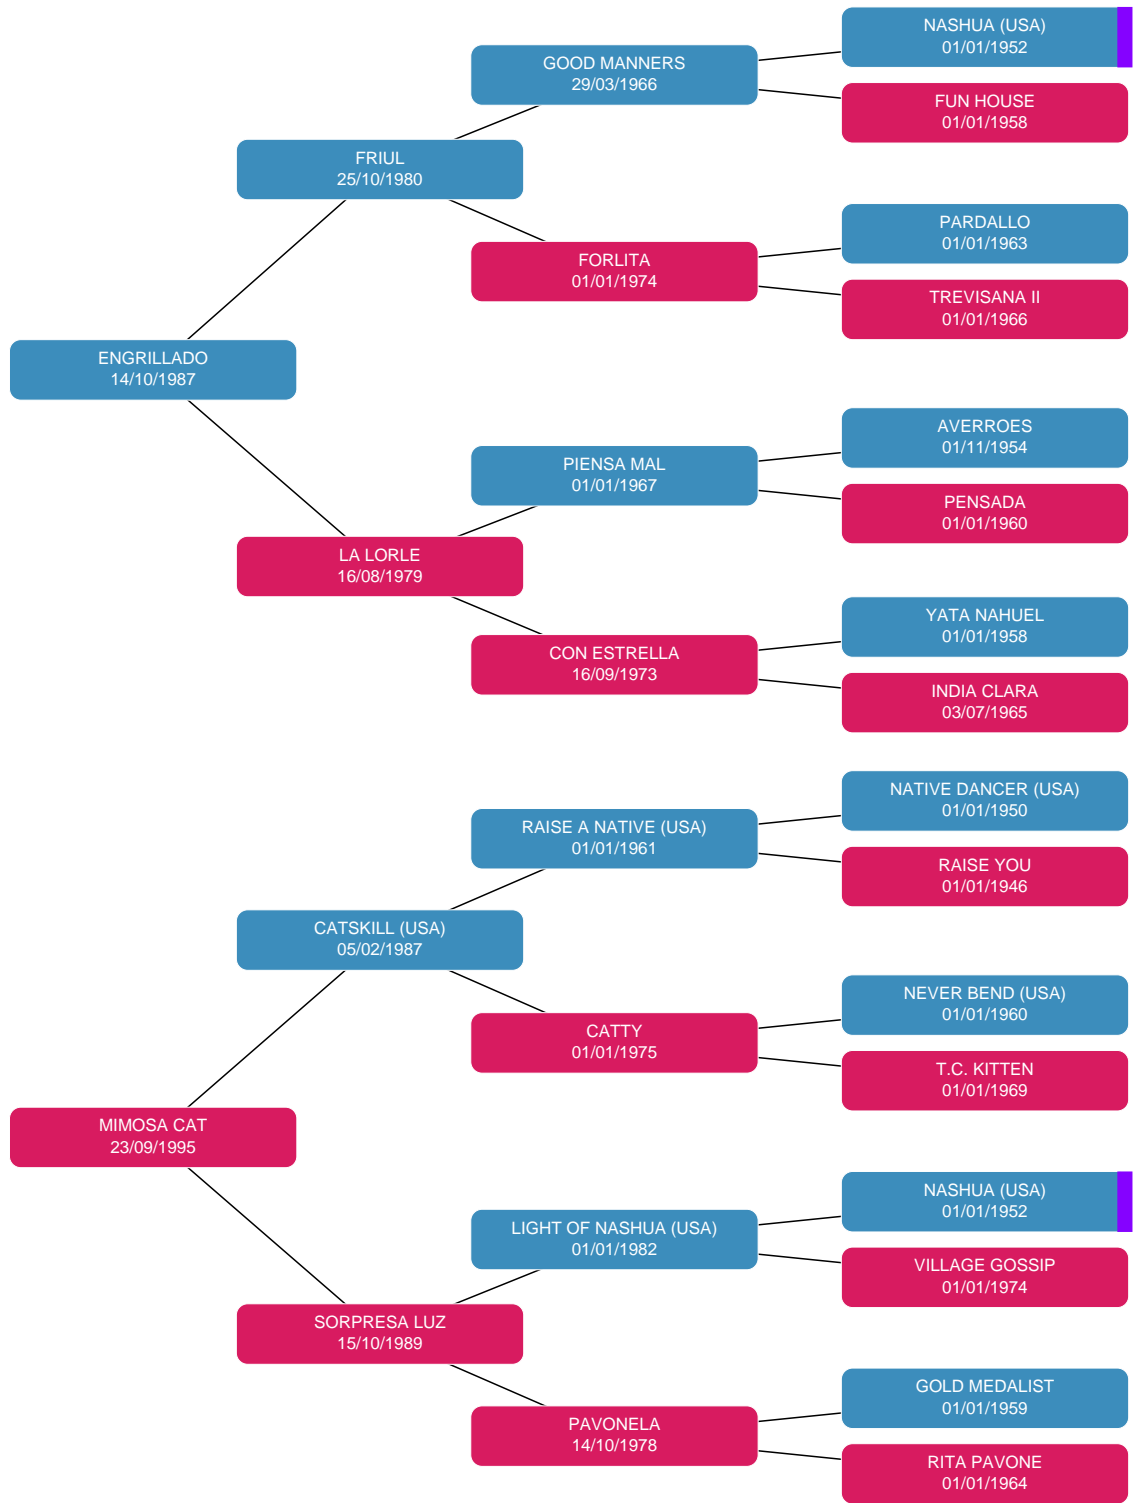 NASHUA (USA)
01/01/1952
GOOD MANNERS
29/03/1966
FUN HOUSE
01/01/1958
FRIUL
25/10/1980
PARDALLO
01/01/1963
FORLITA
01/01/1974
TREVISANA II
01/01/1966
ENGRILLADO
14/10/1987
AVERROES
01/11/1954
PIENSA MAL
01/01/1967
PENSADA
01/01/1960
LA LORLE
16/08/1979
YATA NAHUEL
01/01/1958
CON ESTRELLA
16/09/1973
INDIA CLARA
03/07/1965
NATIVE DANCER (USA)
01/01/1950
RAISE A NATIVE (USA)
01/01/1961
RAISE YOU
01/01/1946
CATSKILL (USA)
05/02/1987
NEVER BEND (USA)
01/01/1960
CATTY
01/01/1975
T.C. KITTEN
01/01/1969
MIMOSA CAT
23/09/1995
NASHUA (USA)
01/01/1952
LIGHT OF NASHUA (USA)
01/01/1982
VILLAGE GOSSIP
01/01/1974
SORPRESA LUZ
15/10/1989
GOLD MEDALIST
01/01/1959
PAVONELA
14/10/1978
RITA PAVONE
01/01/1964